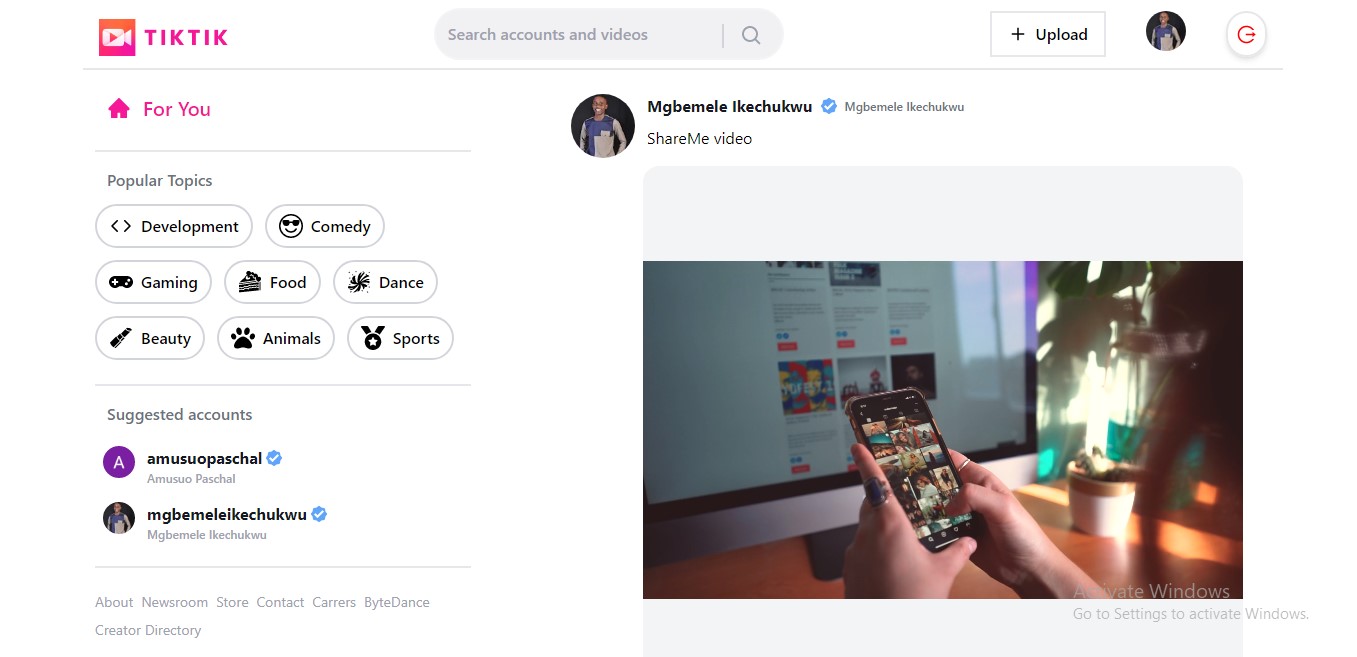 TIKTIK
Search accounts and videos
Upload
For You
Popular Topics
Development Comedy
Gaming Food Dance
Beauty Animals Sports
Suggested accounts
A amusuopaschal
Amusuo Paschal
mgbemeleikechukwu
Mgbemele Ikechukwu
About Newsroom Store Contact Carrers ByteDance
Creator Directory
Mgbemele Ikechukwu Mgbemele Ikechukwu
ShareMe video
Activate Windows
Go to Settings to activate Windows.